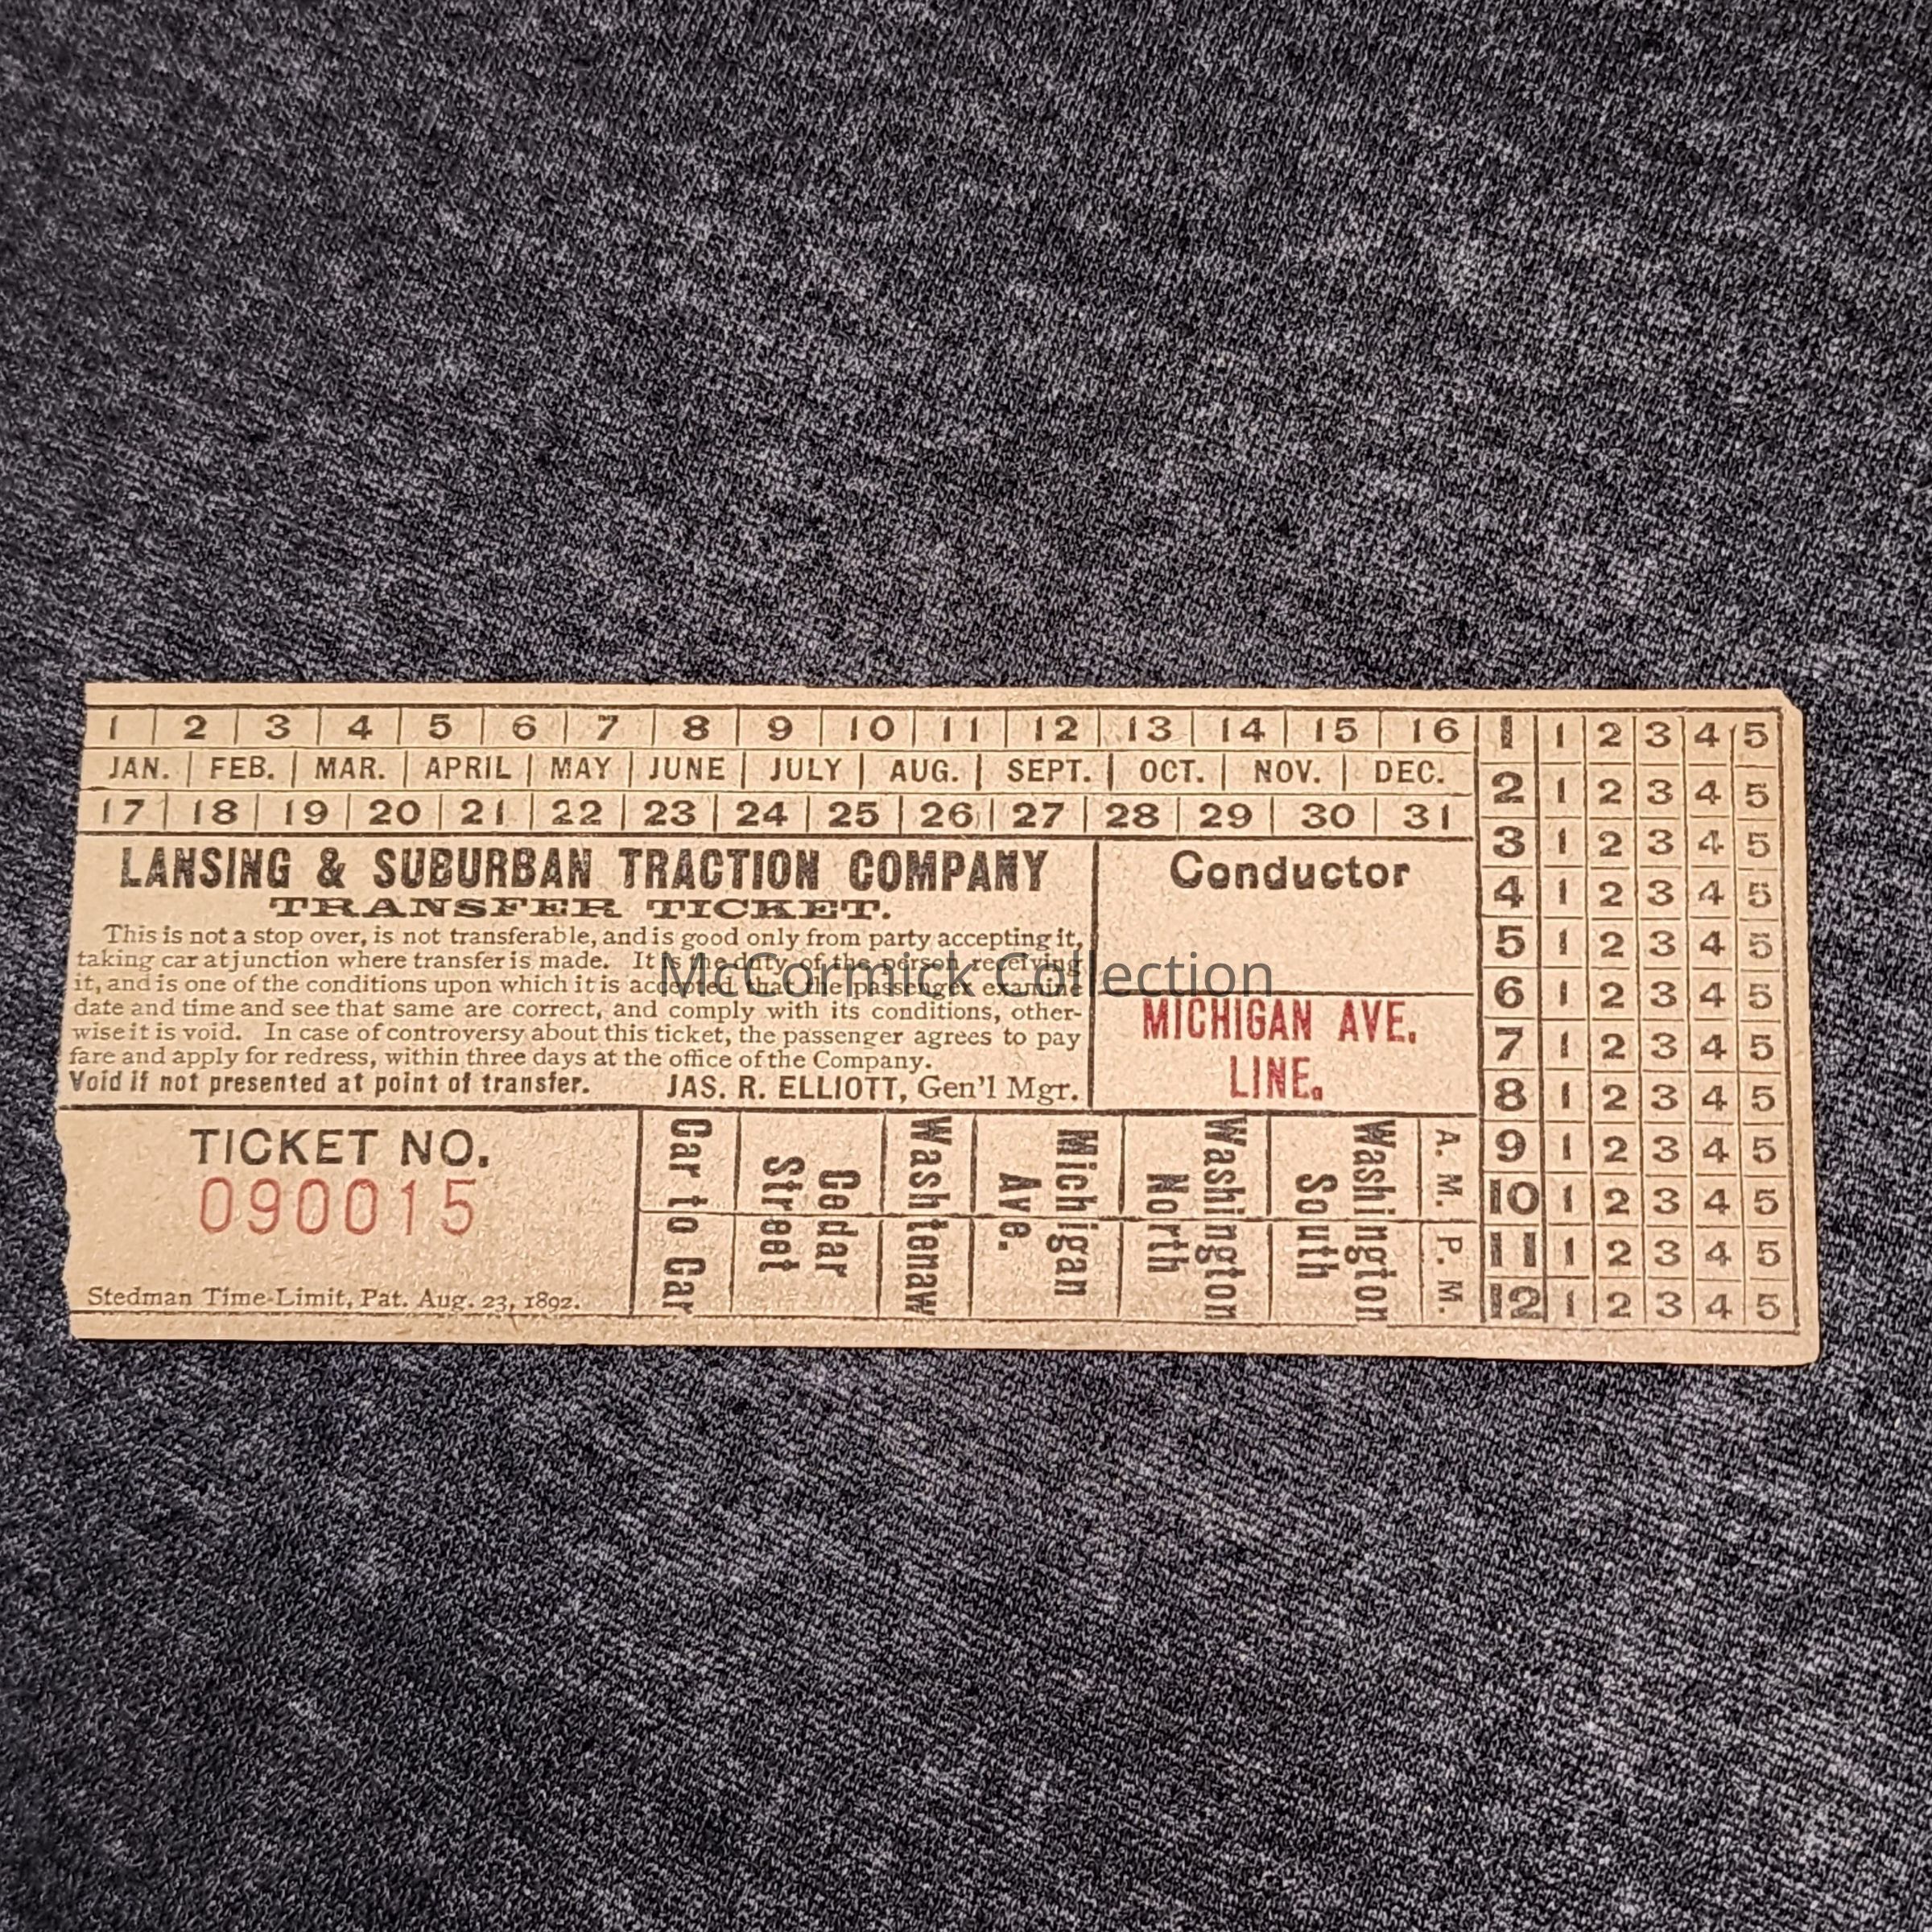 1 2 3 4 5 6 7 8 9 10 11 12 13 14 15 16
JAN. FEB. MAR. APRIL MAY JUNE JULY AUG. SEPT. OCT. NOV. DEC.
17 18 19 20 21 22 23 24 25 26 27 28 29 30 31
LANSING & SUBURBAN TRACTION COMPANY
TRANSFER TICKET.
This is not a stop over, is not transferable, and is good only from party accepting it,
taking car at junction where transfer is made. It is the duty of the person receiving
it, and is one of the conditions upon which it is accepted that the passenger examine
date and time and see that same are correct, and comply with its conditions, other-
wise it is void. In case of controversy about this ticket, the passenger agrees to pay
fare and apply for redress, within three days at the office of the Company.
Void if not presented at point of transfer. JAS. R. ELLIOTT, Gen'l Mgr.
Conductor
McCormick Collection
MICHIGAN AVE.
LINE.
TICKET NO.
090015
Stedman Time-Limit, Pat. Aug. 23, 1892.
Car to Car
Cedar
Street
Washtenaw
Michigan
Ave.
Washington
North
Washington
South
A. M.
P. M.
1 1 2 3 4 5
2 1 2 3 4 5
3 1 2 3 4 5
4 1 2 3 4 5
5 1 2 3 4 5
6 1 2 3 4 5
7 1 2 3 4 5
8 1 2 3 4 5
9 1 2 3 4 5
10 1 2 3 4 5
11 1 2 3 4 5
12 1 2 3 4 5